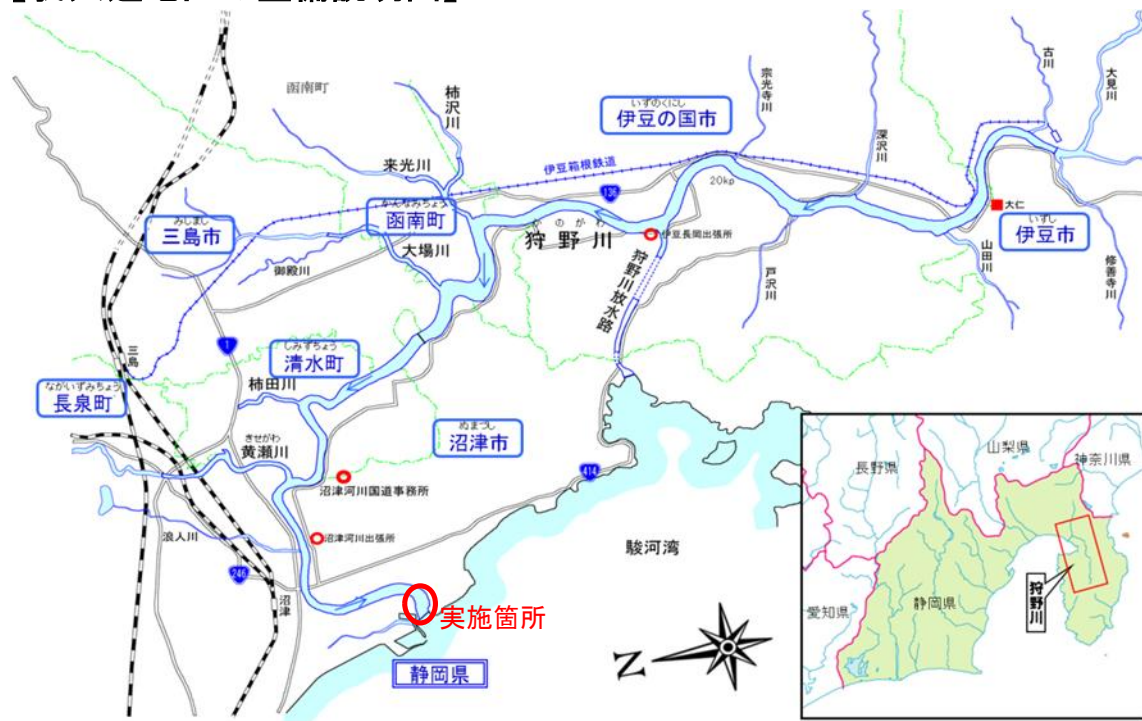 函南町
柿沢川
来光川
いずのくにし
伊豆の国市
宗光寺川
古川
大見川
深沢川
伊豆箱根鉄道
136
20kp
みしまし
三島市
かんなみちょう
函南町
大場川
御殿川
かのがわ
狩野川
伊豆長岡出張所
狩野川放水路
戸沢川
大仁
いずし
伊豆市
山田川
修善寺川
1
三島
しみずちょう
清水町
柿田川
ながいずみちょう
長泉町
きせがわ
黄瀬川
ぬまづし
沼津市
414
沼津河川国道事務所
沼津河川出張所
浪人川
246
沼津
駿河湾
実施箇所
静岡県
N
長野県
山梨県
神奈川県
愛知県
静岡県
狩野川